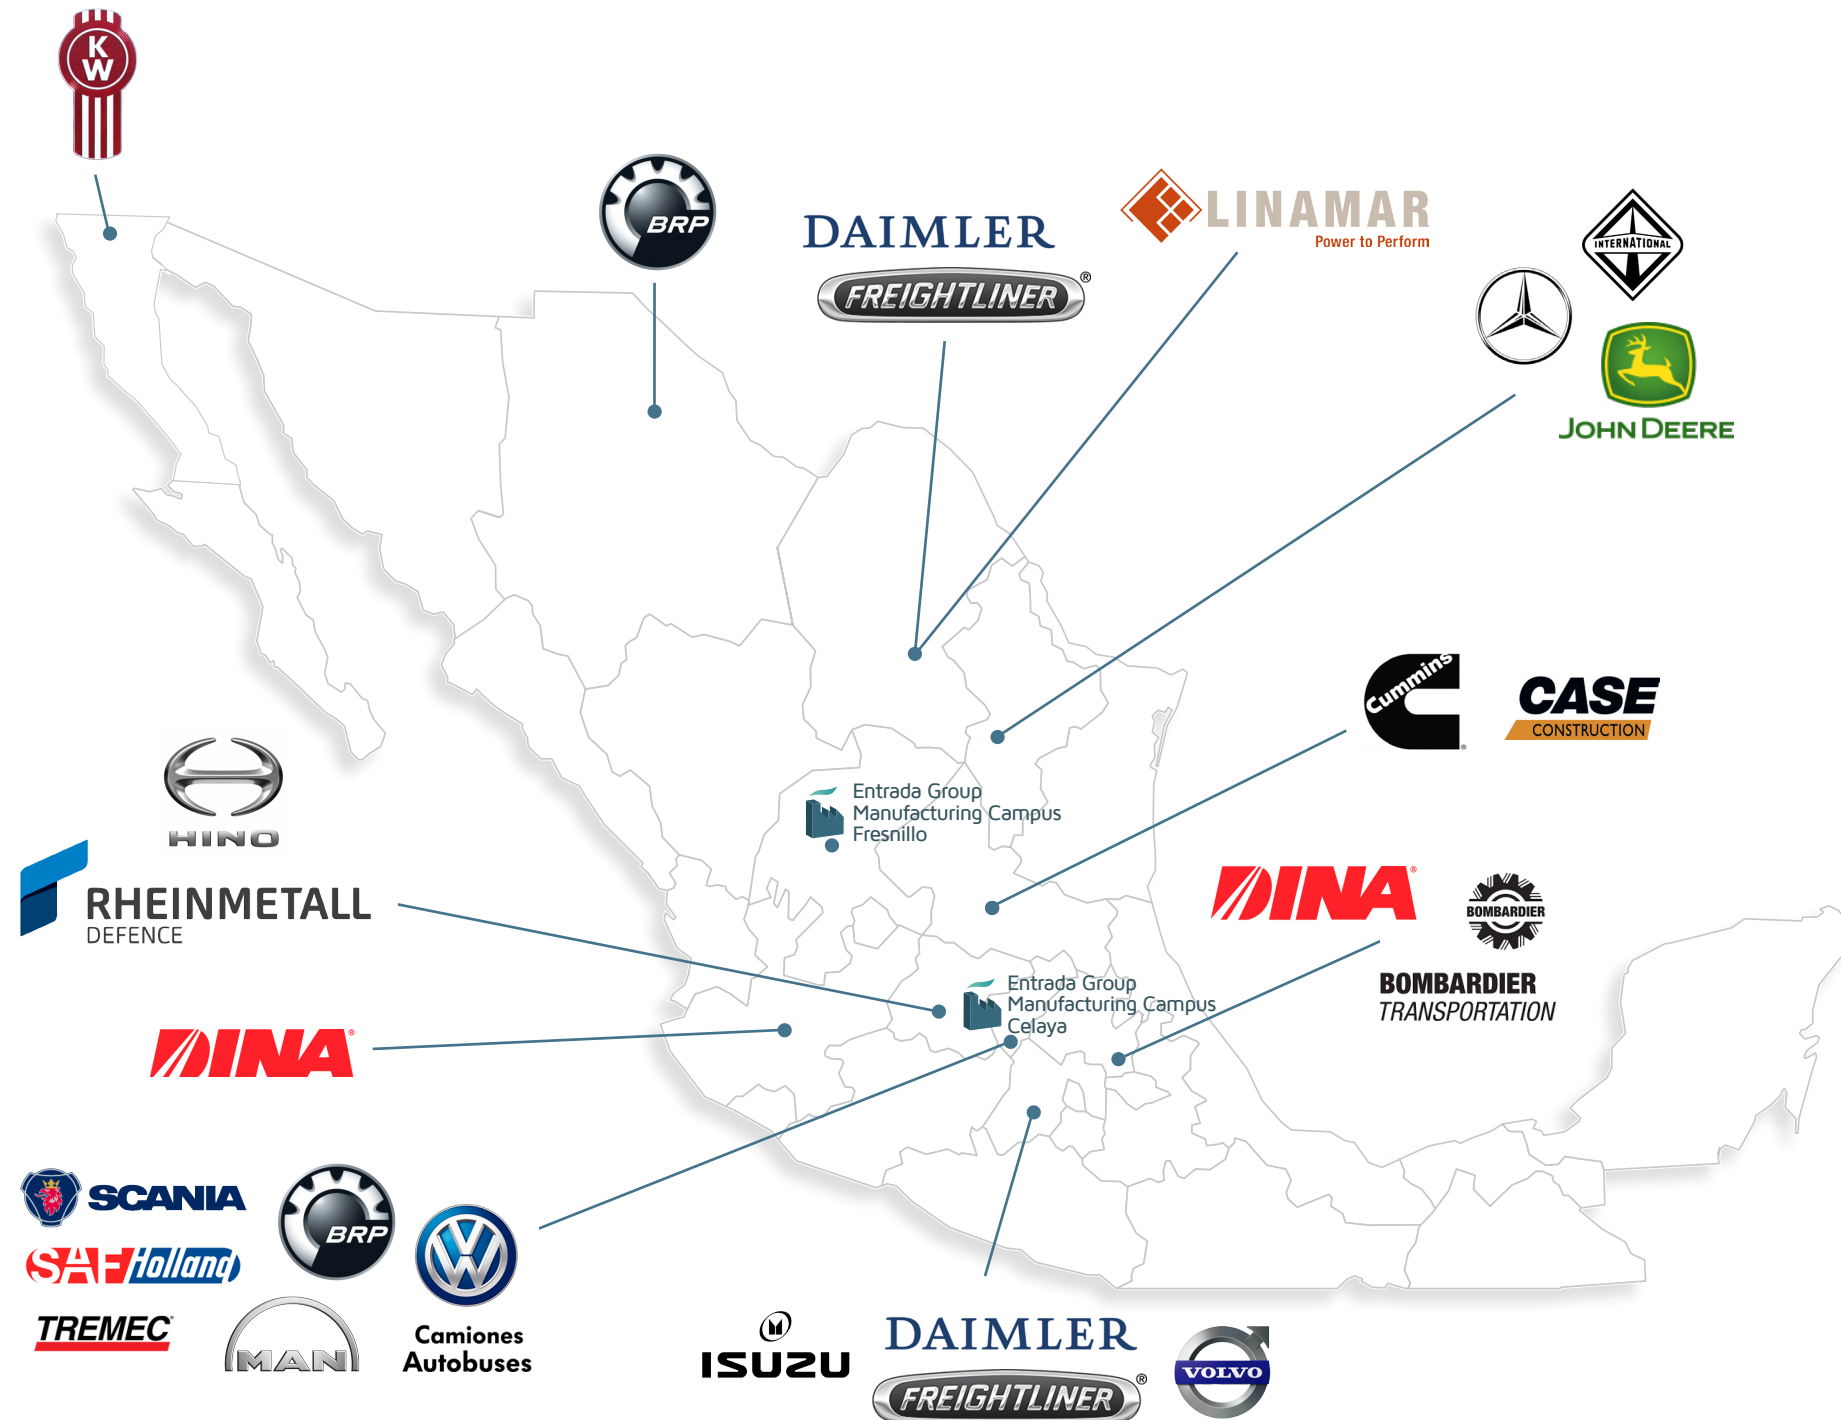 K
W
BRP
DAIMLER
FREIGHTLINER®
LINAMAR
Power to Perform
INTERNATIONAL
JOHN DEERE
Cummins®
CASE
CONSTRUCTION
HINO
RHEINMETALL
DEFENCE
Entrada Group
Manufacturing Campus
Fresnillo
DINA®
BOMBARDIER
BOMBARDIER
TRANSPORTATION
Entrada Group
Manufacturing Campus
Celaya
DINA®
SCANIA
BRP
SAF Holland
VW
TREMEC
MAN
Camiones
Autobuses
ISUZU
DAIMLER
FREIGHTLINER®
VOLVO